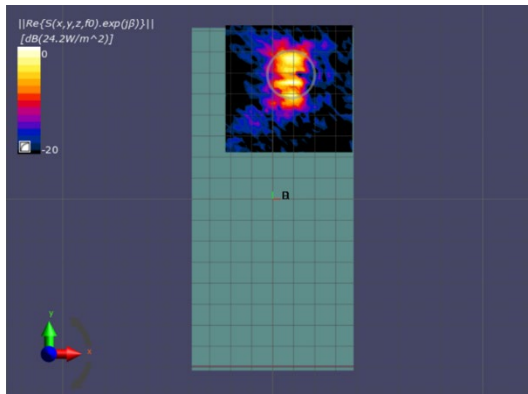 ||Re{S(x,y,z,f0).exp(jβ)}||
[dB(24.2W/m^2)]
0
-20
y
x